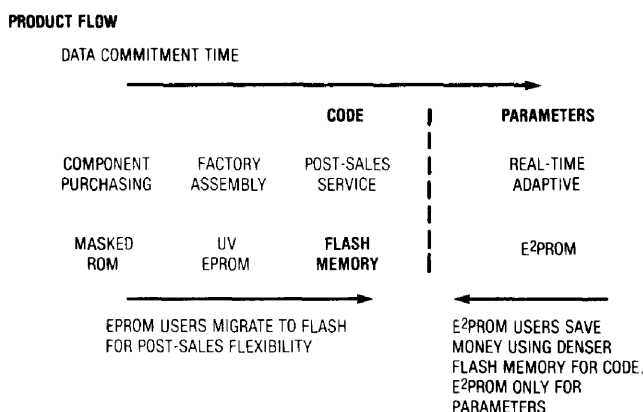 PRODUCT FLOW
DATA COMMITMENT TIME
CODE
PARAMETERS
COMPONENT PURCHASING
FACTORY ASSEMBLY
POST-SALES SERVICE
REAL-TIME ADAPTIVE
MASKED ROM
UV EPROM
FLASH MEMORY
E²PROM
EPROM USERS MIGRATE TO FLASH
FOR POST-SALES FLEXIBILITY
E²PROM USERS SAVE
MONEY USING DENSER
FLASH MEMORY FOR CODE,
E²PROM ONLY FOR
PARAMETERS